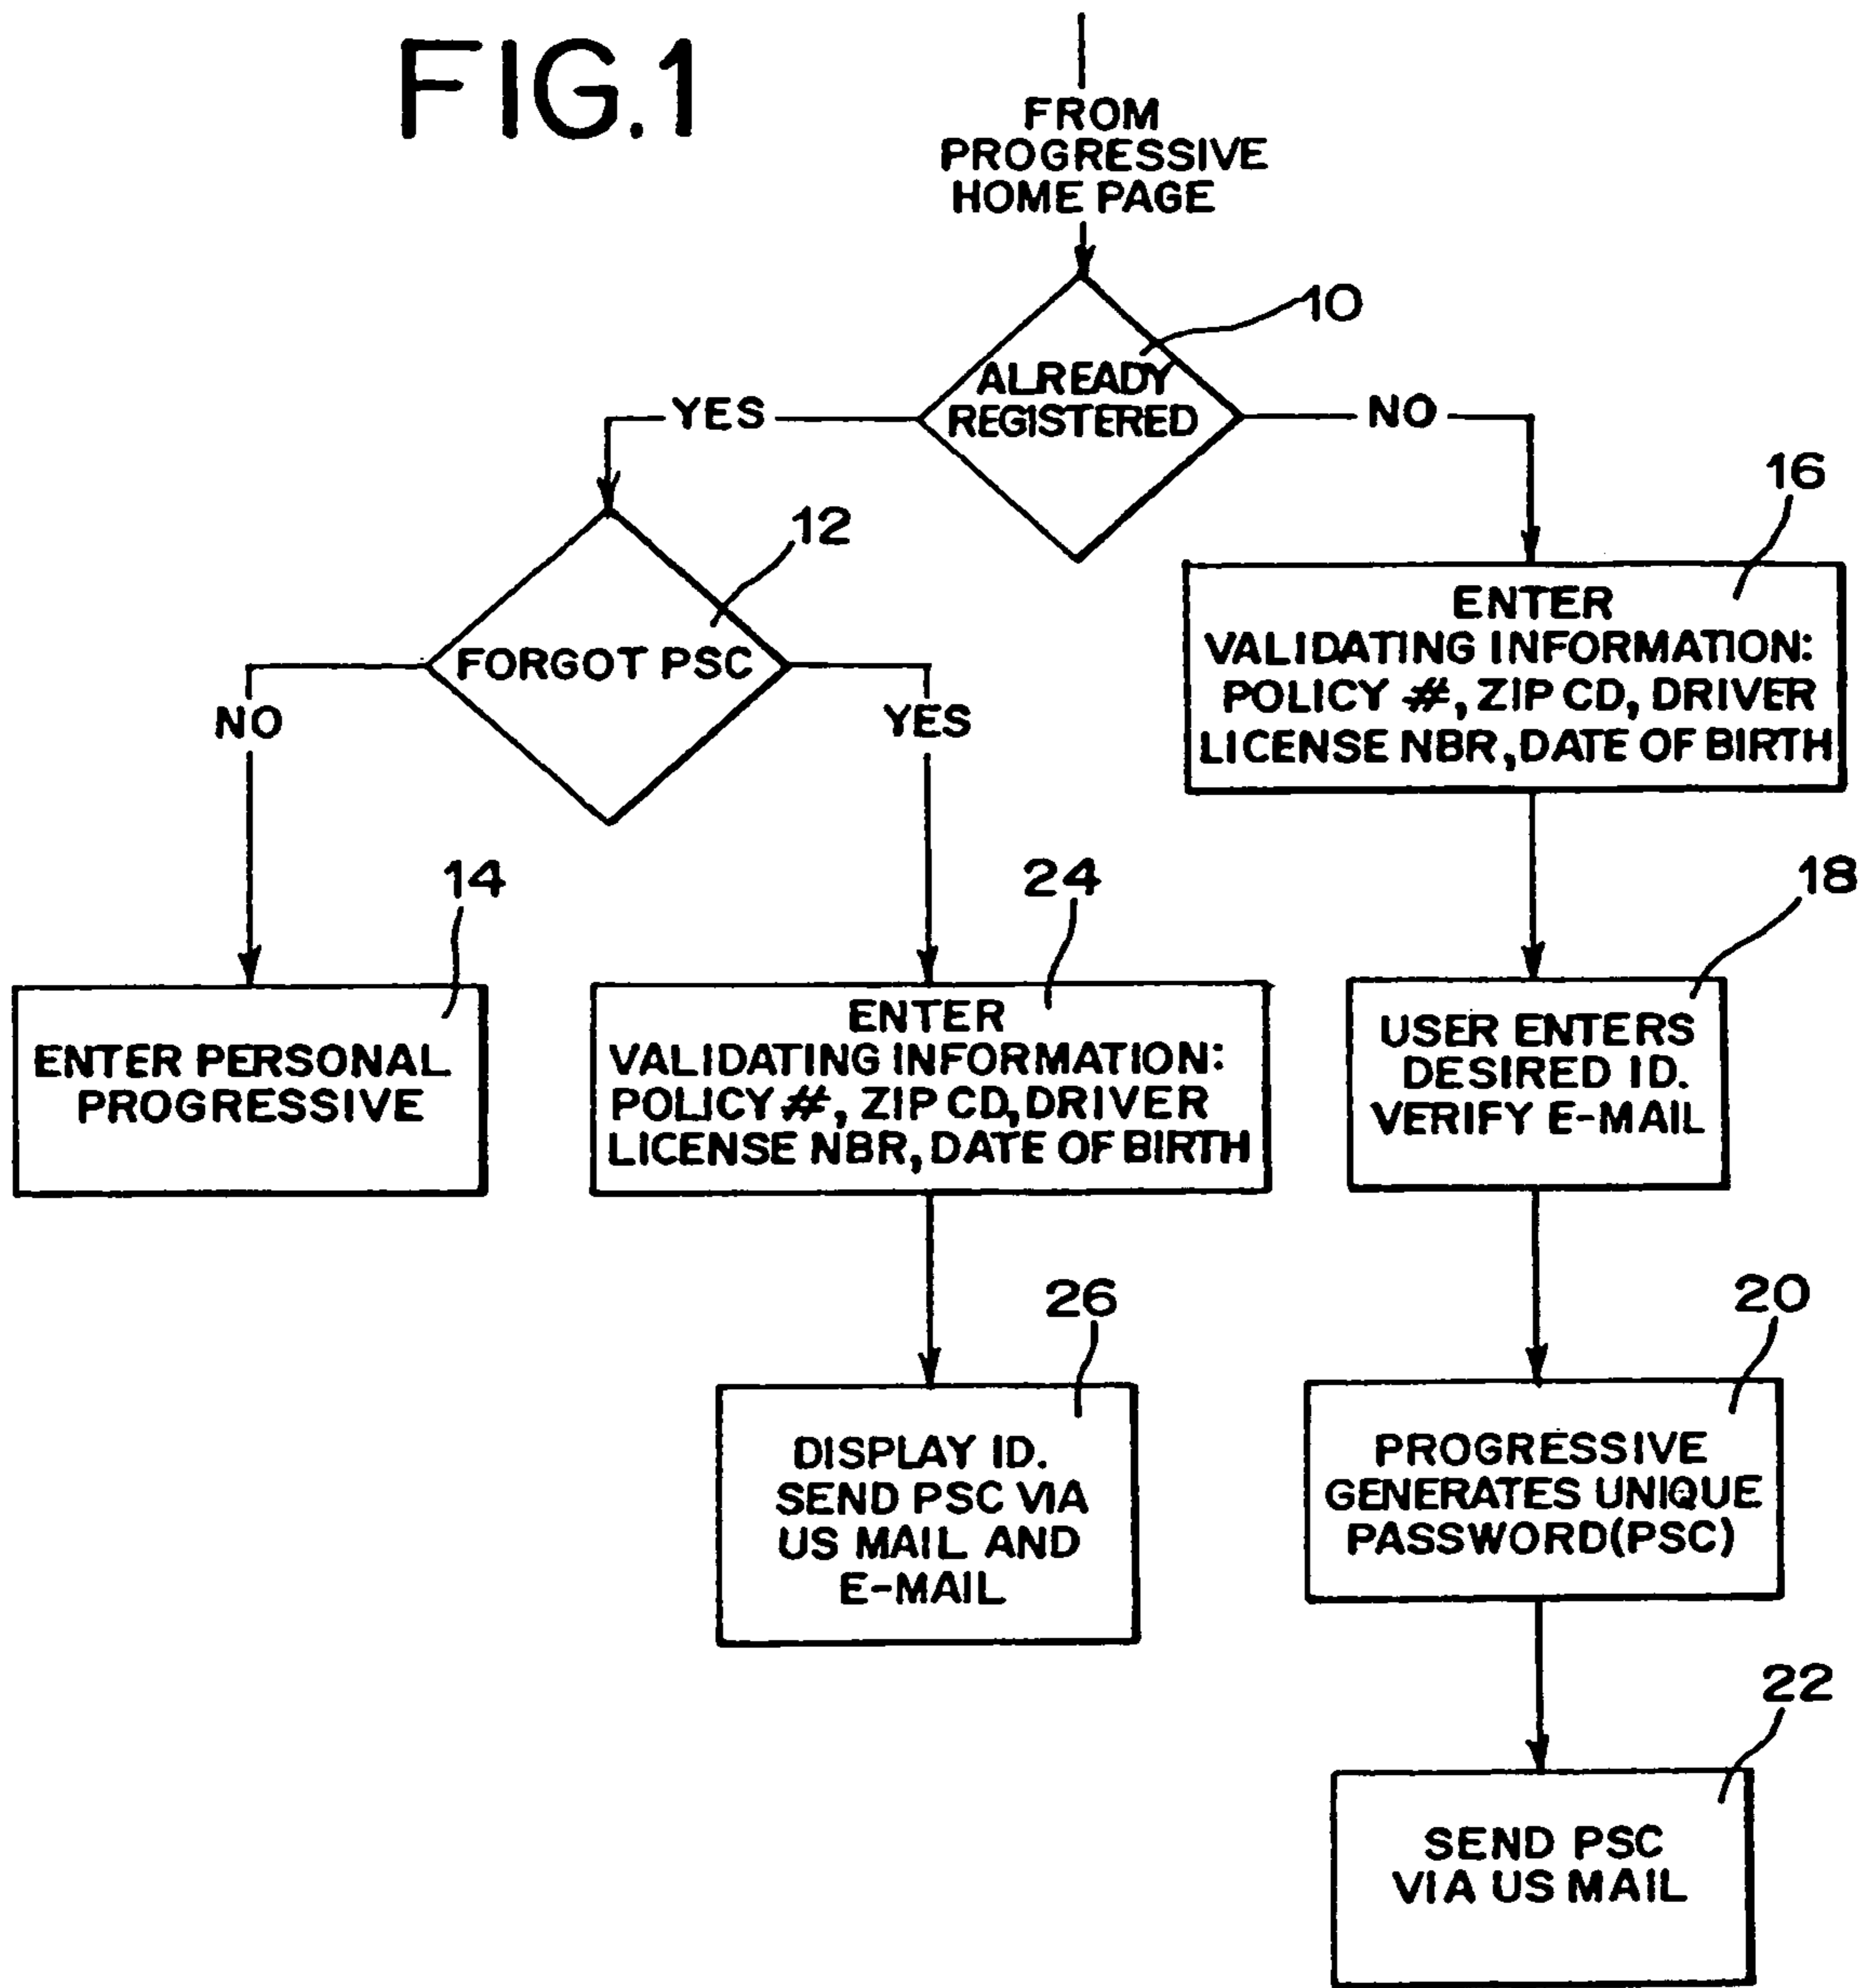 FIG.1
FROM
PROGRESSIVE
HOME PAGE
10
ALREADY
REGISTERED
YES
NO
16
12
ENTER
VALIDATING INFORMATION:
POLICY #, ZIP CD, DRIVER
LICENSE NBR, DATE OF BIRTH
FORGOT PSC
NO
YES
14
24
18
ENTER PERSONAL
PROGRESSIVE
ENTER
VALIDATING INFORMATION:
POLICY #, ZIP CD, DRIVER
LICENSE NBR, DATE OF BIRTH
USER ENTERS
DESIRED ID.
VERIFY E-MAIL
26
20
DISPLAY ID.
SEND PSC VIA
US MAIL AND
E-MAIL
PROGRESSIVE
GENERATES UNIQUE
PASSWORD(PSC)
22
SEND PSC
VIA US MAIL